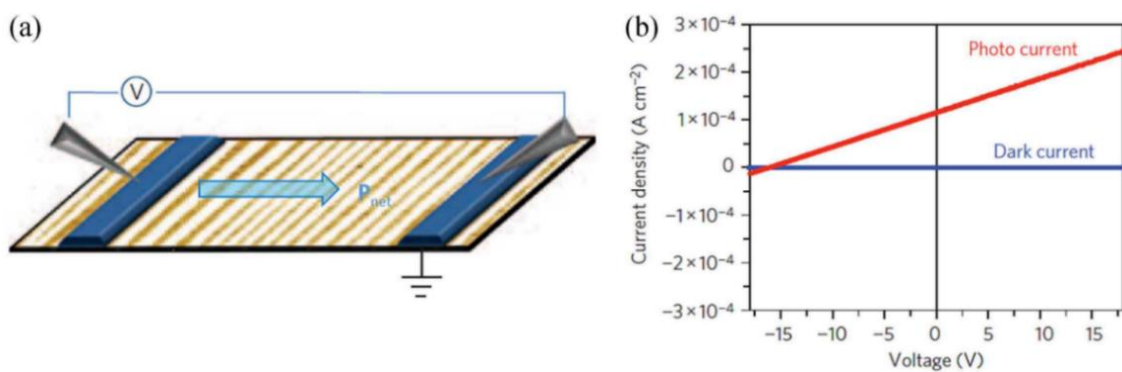 (a)
V
P_net
(b)
Current density (A cm⁻²)
3×10⁻⁴
2×10⁻⁴
1×10⁻⁴
0
−1×10⁻⁴
−2×10⁻⁴
−3×10⁻⁴
Photo current
Dark current
−15 −10 −5 0 5 10 15
Voltage (V)